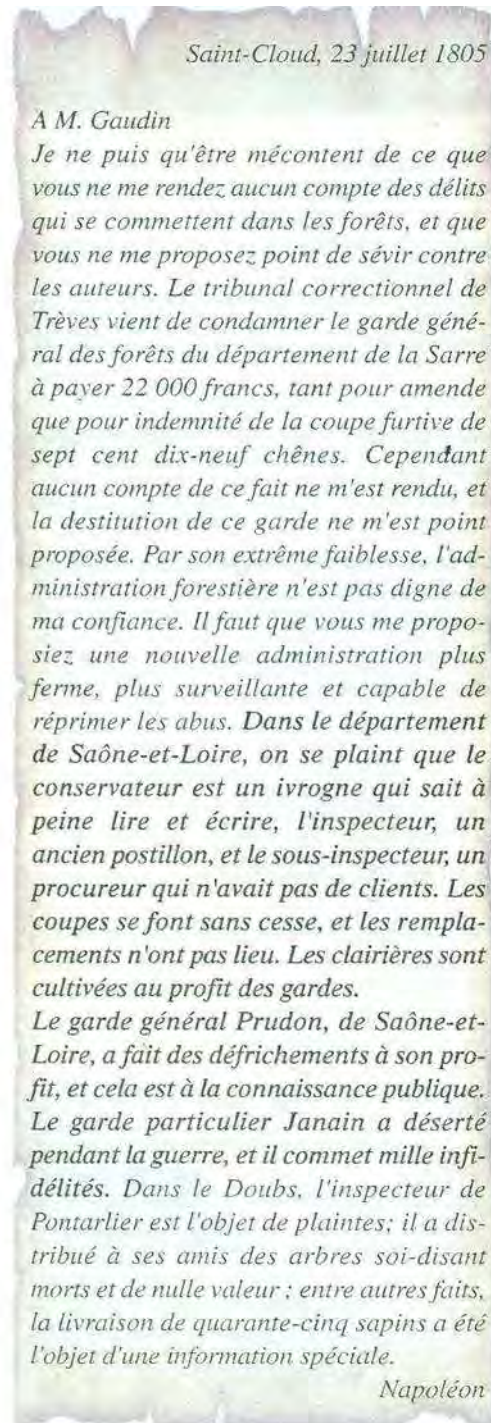 Saint-Cloud, 23 juillet 1805
A M. Gaudin
Je ne puis qu'être mécontent de ce que
vous ne me rendez aucun compte des délits
qui se commettent dans les forêts, et que
vous ne me proposez point de sévir contre
les auteurs. Le tribunal correctionnel de
Trèves vient de condamner le garde géné-
ral des forêts du département de la Sarre
à payer 22 000 francs, tant pour amende
que pour indemnité de la coupe furtive de
sept cent dix-neuf chênes. Cependant
aucun compte de ce fait ne m'est rendu, et
la destitution de ce garde ne m'est point
proposée. Par son extrême faiblesse, l'ad-
ministration forestière n'est pas digne de
ma confiance. Il faut que vous me propo-
siez une nouvelle administration plus
ferme, plus surveillante et capable de
réprimer les abus. Dans le département
de Saône-et-Loire, on se plaint que le
conservateur est un ivrogne qui sait à
peine lire et écrire, l'inspecteur, un
ancien postillon, et le sous-inspecteur, un
procureur qui n'avait pas de clients. Les
coupes se font sans cesse, et les rempla-
cements n'ont pas lieu. Les clairières sont
cultivées au profit des gardes.
Le garde général Prudon, de Saône-et-
Loire, a fait des défrichements à son pro-
fit, et cela est à la connaissance publique.
Le garde particulier Janain a déserté
pendant la guerre, et il commet mille infi-
délités. Dans le Doubs, l'inspecteur de
Pontarlier est l'objet de plaintes; il a dis-
tribué à ses amis des arbres soi-disant
morts et de nulle valeur ; entre autres faits,
la livraison de quarante-cinq sapins a été
l'objet d'une information spéciale.
Napoléon